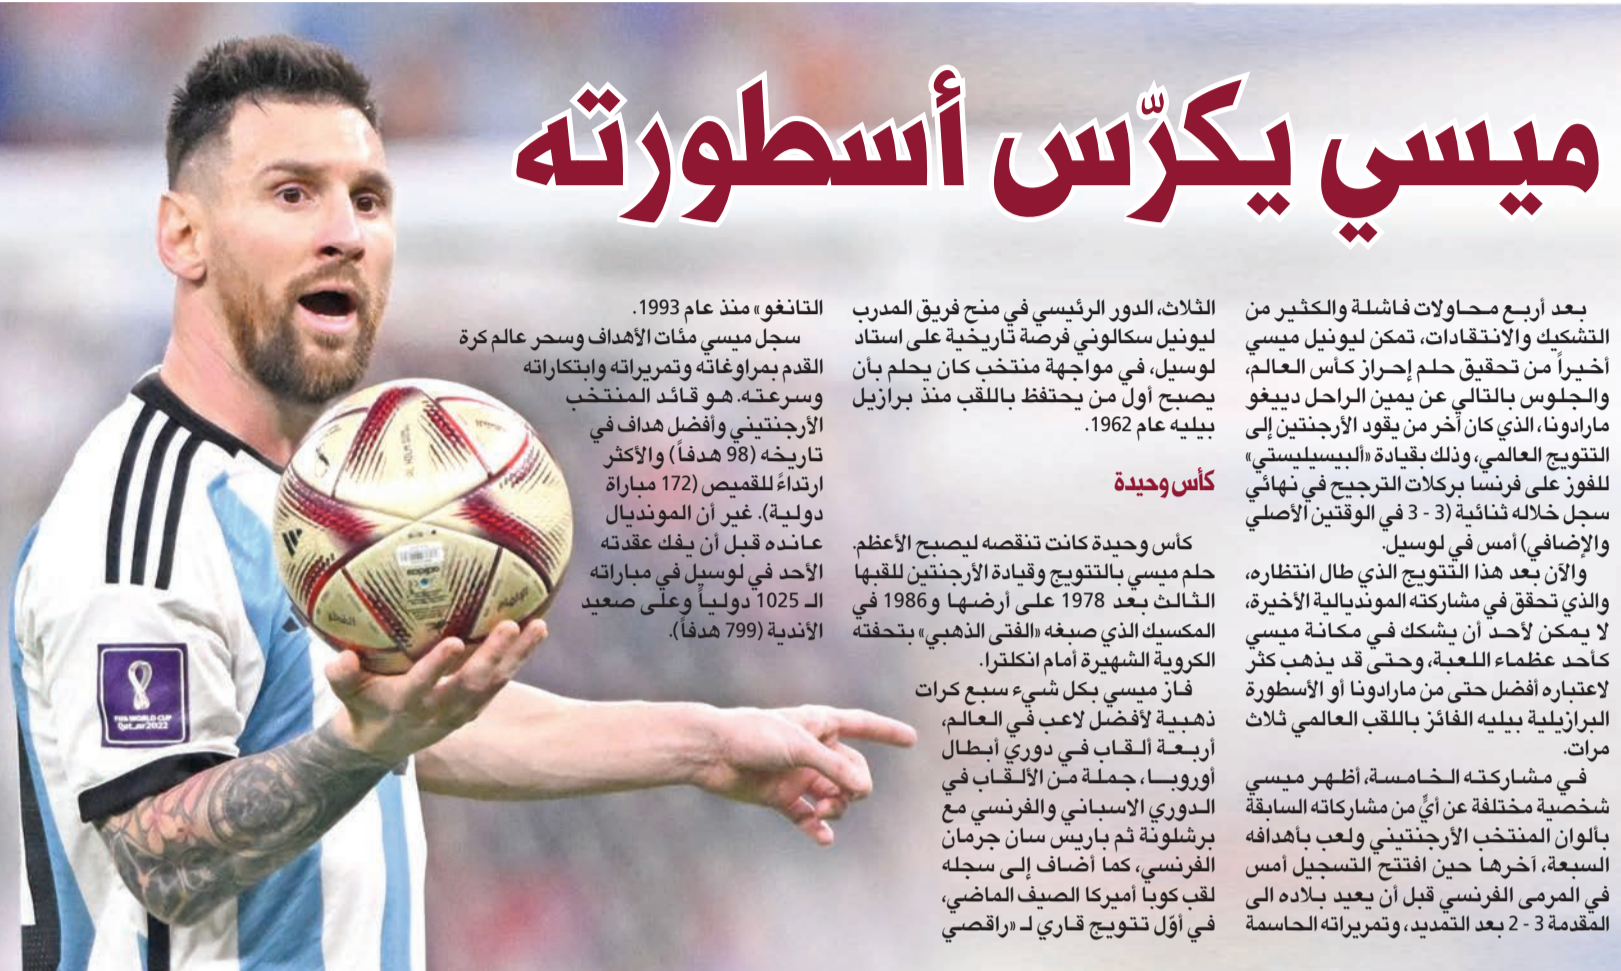 ميسي يكرّس أسطورته
بعد أربع محاولات فاشلة والكثير من
التشكيك والانتقادات، تمكن ليونيل ميسي
أخيراً من تحقيق حلم إحراز كأس العالم،
والجلوس بالتالي عن يمين الراحل دييغو
مارادونا، الذي كان آخر من يقود الأرجنتين إلى
التتويج العالمي، وذلك بقيادة «ألبيسيليستي»
للفوز على فرنسا بركلات الترجيح في نهائي
سجل خلاله ثنائية (3 - 3 في الوقتين الأصلي
والإضافي) أمس في لوسيل.
والآن بعد هذا التتويج الذي طال انتظاره،
والذي تحقق في مشاركته المونديالية الأخيرة،
لا يمكن لأحد أن يشكك في مكانة ميسي
كأحد عظماء اللعبة، وحتى قد يذهب كثر
لاعتباره أفضل حتى من مارادونا أو الأسطورة
البرازيلية بيليه الفائز باللقب العالمي ثلاث
مرات.
في مشاركته الخامسة، أظهر ميسي
شخصية مختلفة عن أيٍّ من مشاركاته السابقة
بألوان المنتخب الأرجنتيني ولعب بأهدافه
السبعة، آخرها حين افتتح التسجيل أمس
في المرمى الفرنسي قبل أن يعيد بلاده الى
المقدمة 3 - 2 بعد التمديد، وتمريراته الحاسمة
الثلاث، الدور الرئيسي في منح فريق المدرب
ليونيل سكالوني فرصة تاريخية على استاد
لوسيل، في مواجهة منتخب كان يحلم بأن
يصبح أول من يحتفظ باللقب منذ برازيل
بيليه عام 1962.
كأس وحيدة
كأس وحيدة كانت تنقصه ليصبح الأعظم.
حلم ميسي بالتتويج وقيادة الأرجنتين للقبها
الثالث بعد 1978 على أرضها و1986 في
المكسيك الذي صبغه «الفتى الذهبي» بتحفته
الكروية الشهيرة أمام انكلترا.
فاز ميسي بكل شيء سبع كرات
ذهبية لأفضل لاعب في العالم،
أربعة ألقاب في دوري أبطال
أوروبا، جملة من الألقاب في
الدوري الاسباني والفرنسي مع
برشلونة ثم باريس سان جرمان
الفرنسي، كما أضاف إلى سجله
لقب كوبا أميركا الصيف الماضي،
في أوّل تتويج قاري لـ «راقصي
التانغو» منذ عام 1993.
سجل ميسي مئات الأهداف وسحر عالم كرة
القدم بمراوغاته وتمريراته وابتكاراته
وسرعته. هو قائد المنتخب
الأرجنتيني وأفضل هداف في
تاريخه (98 هدفاً) والأكثر
ارتداءً للقميص (172 مباراة
دولية). غير أن المونديال
عانده قبل أن يفك عقدته
الأحد في لوسيل في مباراته
الـ 1025 دولياً وعلى صعيد
الأندية (799 هدفاً).
FIFA WORLD CUP
Qatar2022
adidas